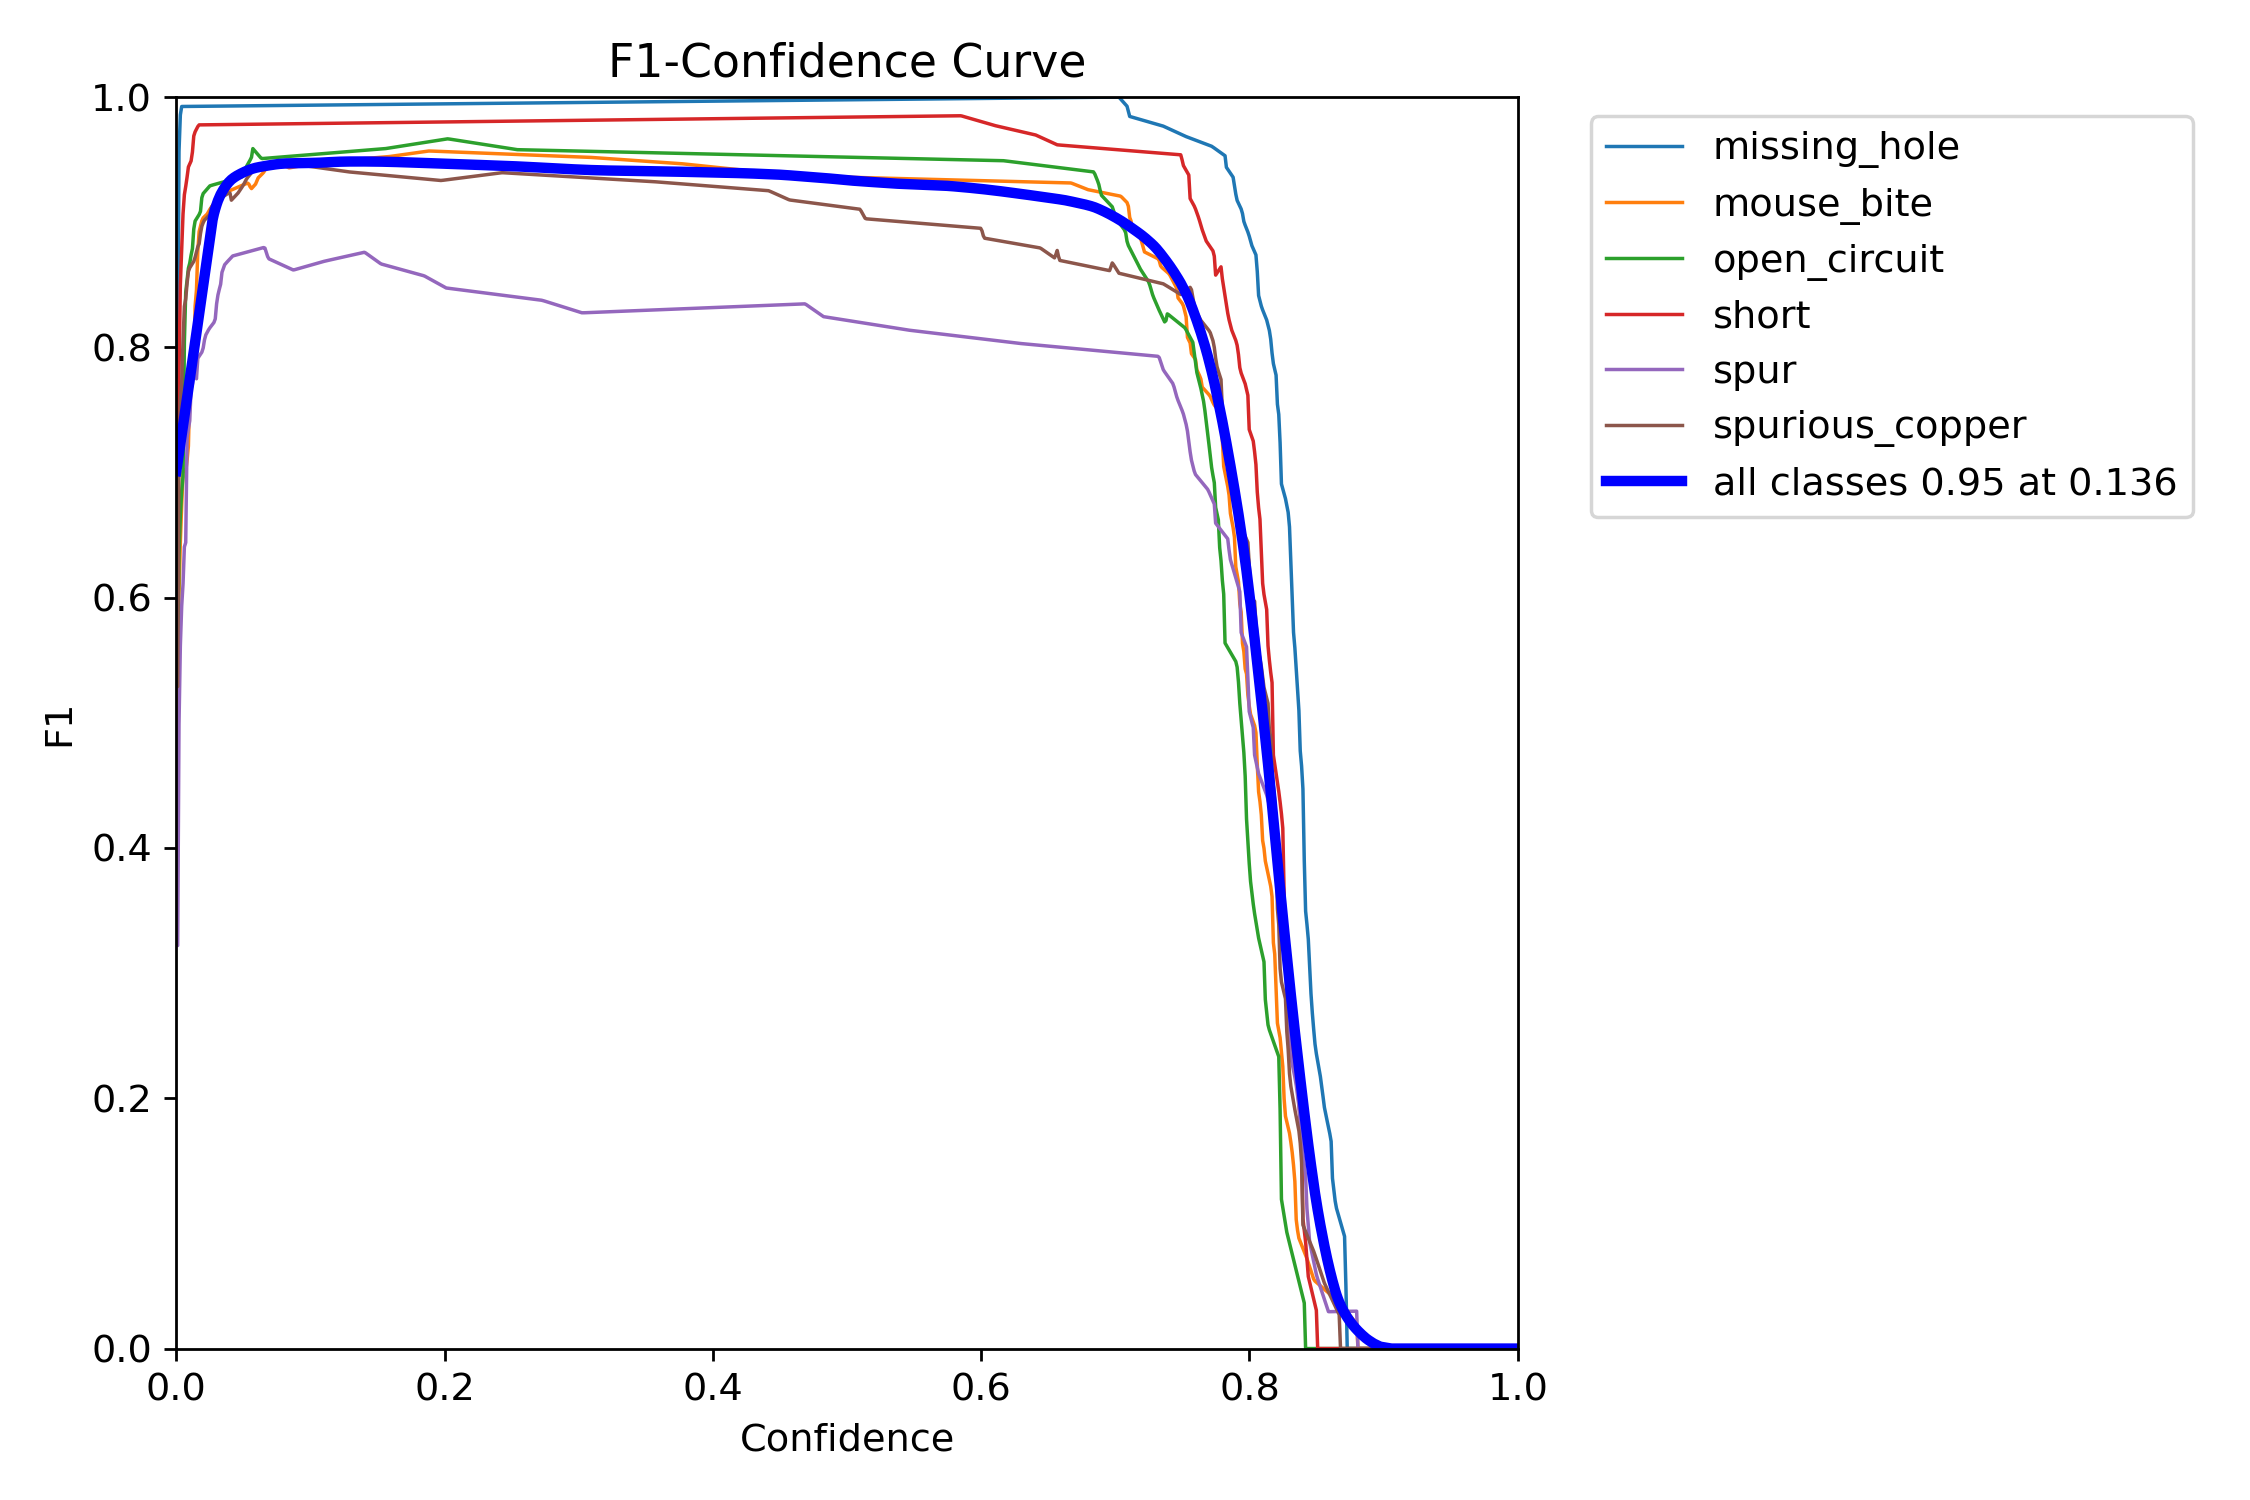 F1-Confidence Curve
1.0
0.8
0.6
0.4
0.2
0.0
F1
0.0 0.2 0.4 0.6 0.8 1.0
Confidence
missing_hole
mouse_bite
open_circuit
short
spur
spurious_copper
all classes 0.95 at 0.136